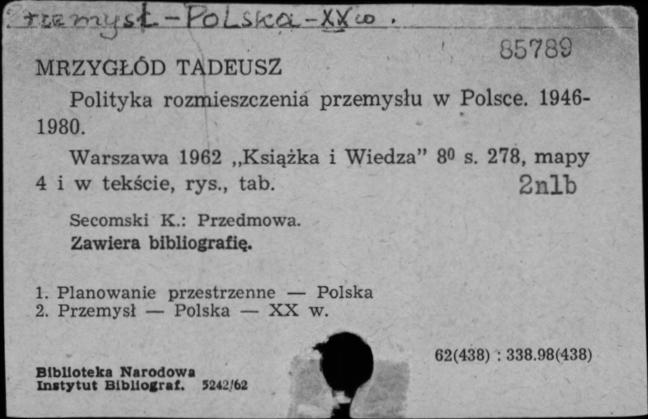 Przemysł - Polska - XX w.
85789
MRZYGŁÓD TADEUSZ
Polityka rozmieszczenia przemysłu w Polsce. 1946-
1980.
Warszawa 1962 „Książka i Wiedza” 8⁰ s. 278, mapy
4 i w tekście, rys., tab. 2nlb
Secomski K.: Przedmowa.
Zawiera bibliografię.
1. Planowanie przestrzenne — Polska
2. Przemysł — Polska — XX w.
62(438) : 338.98(438)
Biblioteka Narodowa
Instytut Bibliograf. 5242/62